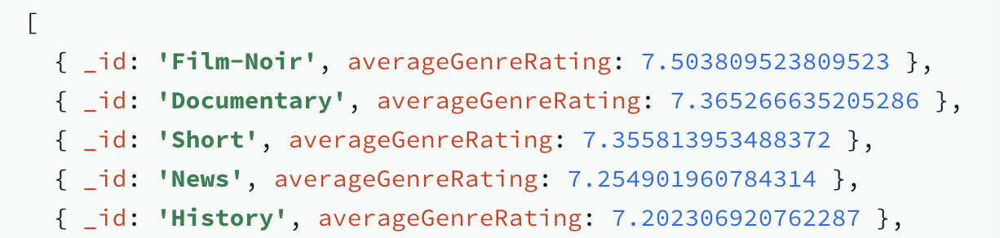 [
{ _id: 'Film-Noir', averageGenreRating: 7.503809523809523 },
{ _id: 'Documentary', averageGenreRating: 7.365266635205286 },
{ _id: 'Short', averageGenreRating: 7.355813953488372 },
{ _id: 'News', averageGenreRating: 7.254901960784314 },
{ _id: 'History', averageGenreRating: 7.202306920762287 },